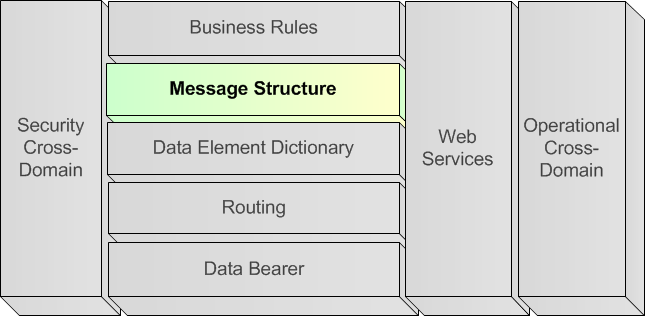 Business Rules
Message Structure
Security
Cross-
Domain
Data Element Dictionary
Web
Services
Operational
Cross-
Domain
Routing
Data Bearer